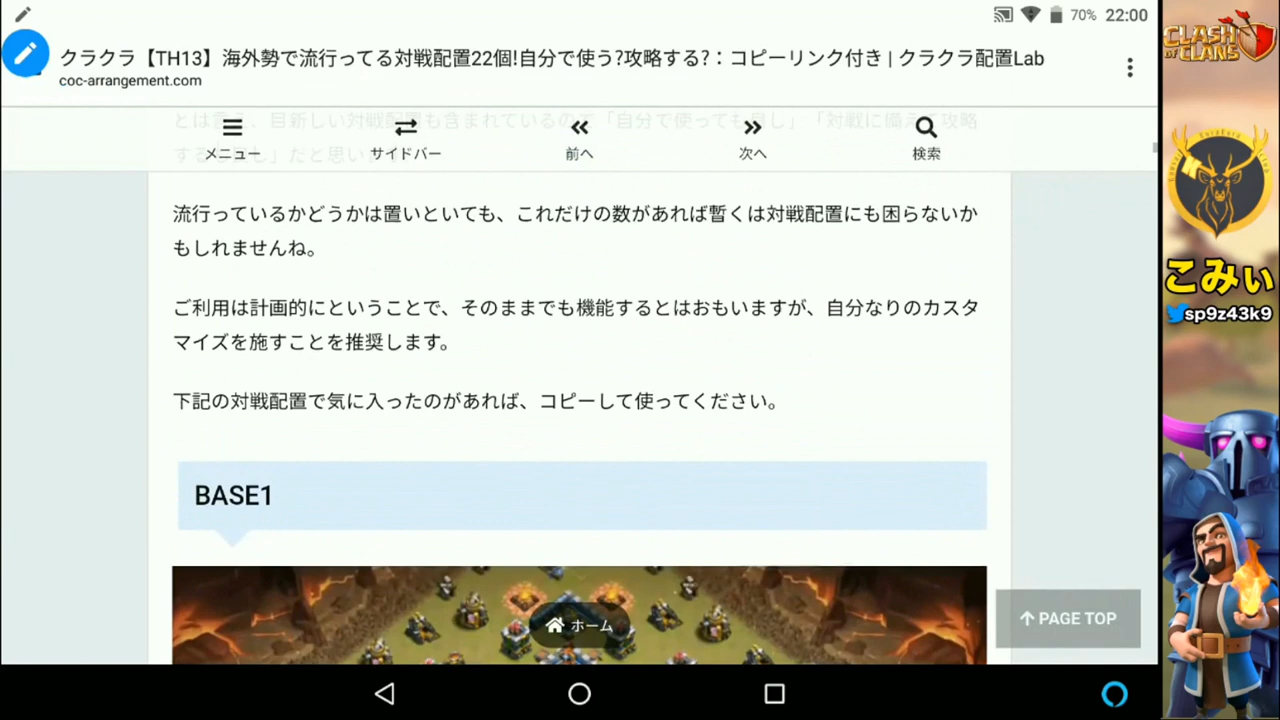 70% 22:00
クラクラ【TH13】海外勢で流行ってる対戦配置22個!自分で使う?攻略する?：コピーリンク付き | クラクラ配置Lab
coc-arrangement.com
メニュー
サイドバー
前へ
次へ
検索
流行っているかどうかは置いといても、これだけの数があれば暫くは対戦配置にも困らないか
もしれませんね。
ご利用は計画的にということで、そのままでも機能するとはおもいますが、自分なりのカスタ
マイズを施すことを推奨します。
下記の対戦配置で気に入ったのがあれば、コピーして使ってください。
BASE1
ホーム
PAGE TOP
CLASH
OF CLANS
こみぃ
sp9z43k9